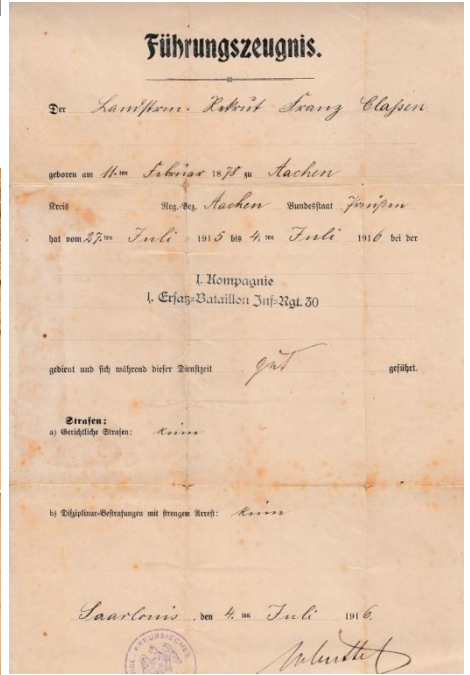 Führungszeugnis.
Der Landstrm. Rekrut Franz Classen
geboren am 11. ten Februar 1878 zu Aachen
Kreis Reg.-Bez. Aachen Bundesstaat Preußen
hat vom 27. ten Juli 1915 bis 4. ten Juli 1916 bei der
1. Kompagnie
1. Ersatz-Bataillon Inf-Rgt. 30
gedient und sich während dieser Dienstzeit gut geführt.
Strafen:
a) Gerichtliche Strafen: keine
b) Disziplinar-Bestrafungen mit strengem Arrest: keine
Saarlouis, den 4. ten Juli 1916.
PREUSSISCHES